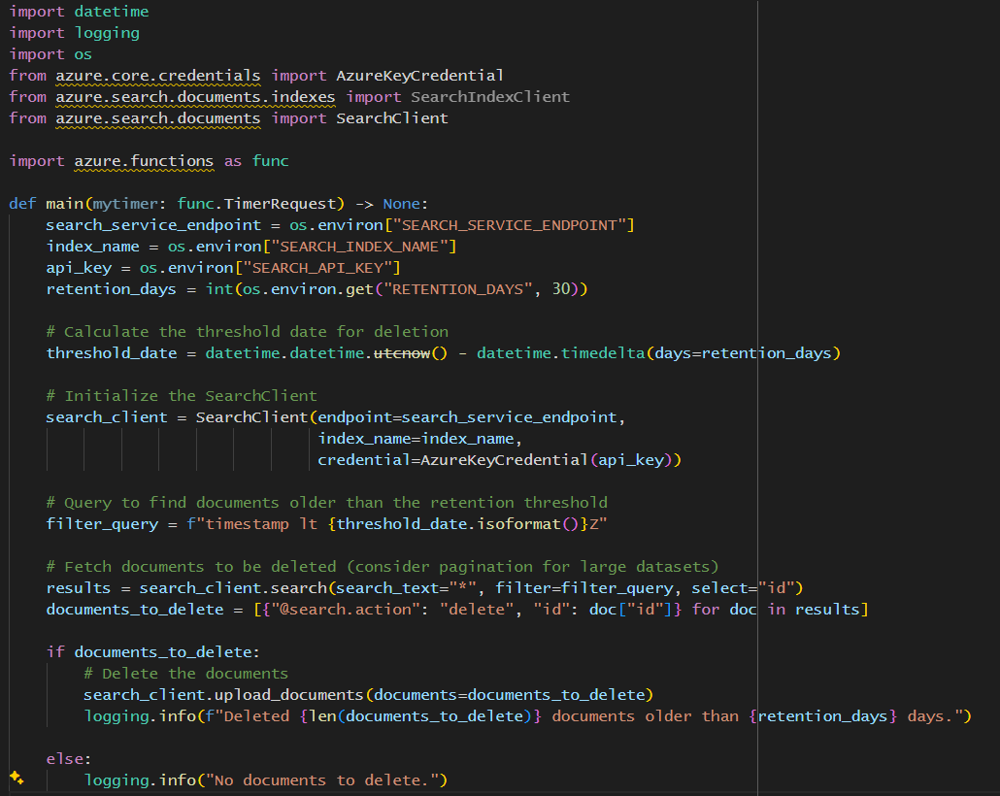 import datetime
import logging
import os
from azure.core.credentials import AzureKeyCredential
from azure.search.documents.indexes import SearchIndexClient
from azure.search.documents import SearchClient

import azure.functions as func

def main(mytimer: func.TimerRequest) -> None:
    search_service_endpoint = os.environ["SEARCH_SERVICE_ENDPOINT"]
    index_name = os.environ["SEARCH_INDEX_NAME"]
    api_key = os.environ["SEARCH_API_KEY"]
    retention_days = int(os.environ.get("RETENTION_DAYS", 30))

    # Calculate the threshold date for deletion
    threshold_date = datetime.datetime.utcnow() - datetime.timedelta(days=retention_days)

    # Initialize the SearchClient
    search_client = SearchClient(endpoint=search_service_endpoint,
                                 index_name=index_name,
                                 credential=AzureKeyCredential(api_key))

    # Query to find documents older than the retention threshold
    filter_query = f"timestamp lt {threshold_date.isoformat()}Z"

    # Fetch documents to be deleted (consider pagination for large datasets)
    results = search_client.search(search_text="*", filter=filter_query, select="id")
    documents_to_delete = [{"@search.action": "delete", "id": doc["id"]} for doc in results]

    if documents_to_delete:
        # Delete the documents
        search_client.upload_documents(documents=documents_to_delete)
        logging.info(f"Deleted {len(documents_to_delete)} documents older than {retention_days} days.")

    else:
        logging.info("No documents to delete.")